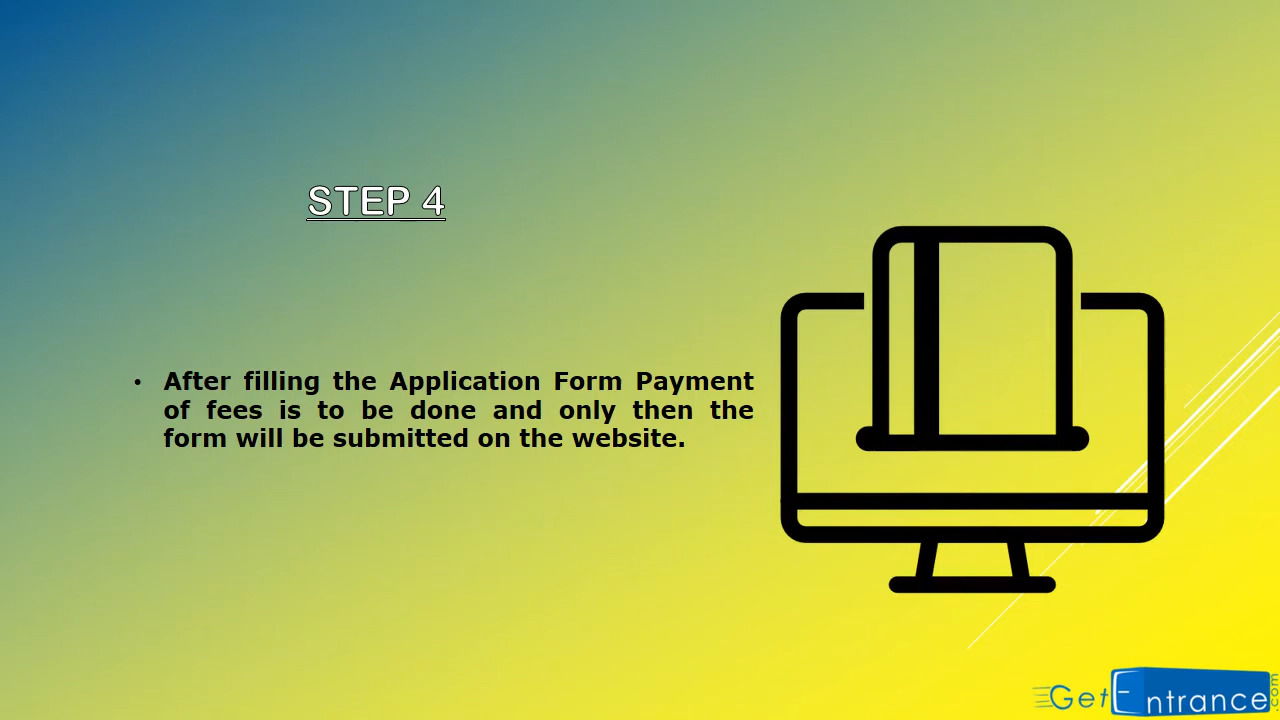 STEP 4
• After filling the Application Form Payment
of fees is to be done and only then the
form will be submitted on the website.
GetEntrance.com